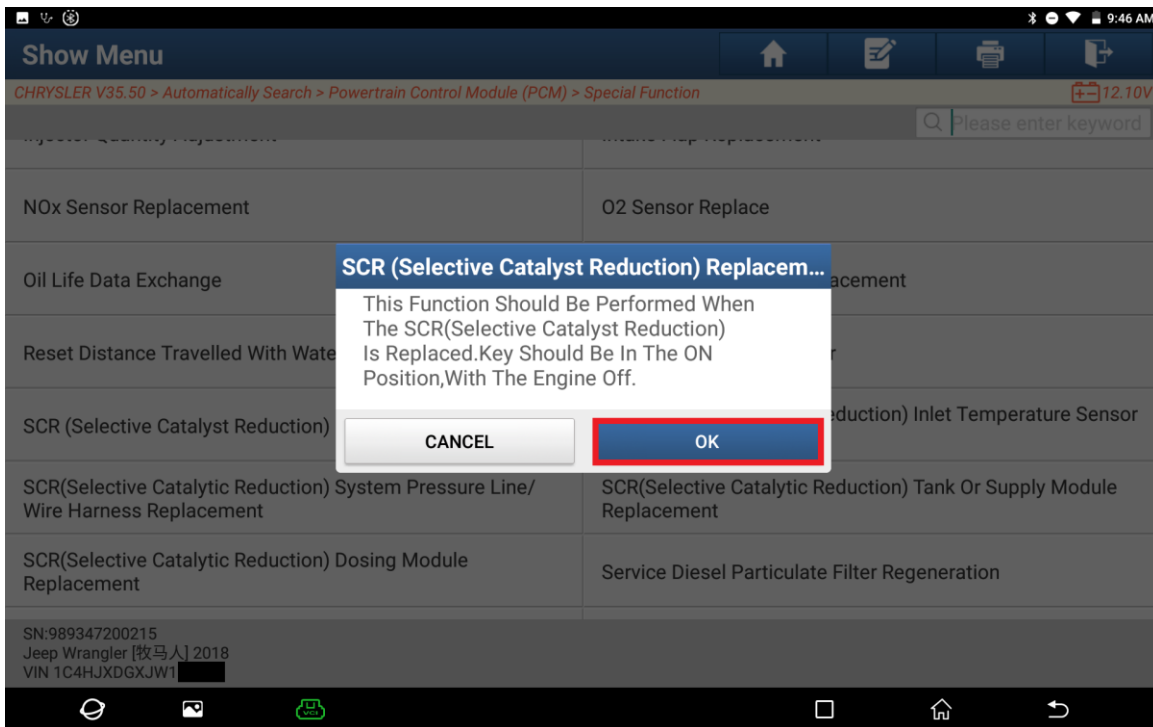 9:46 AM
Show Menu
CHRYSLER V35.50 > Automatically Search > Powertrain Control Module (PCM) > Special Function
12.10V
Please enter keyword
NOx Sensor Replacement
O2 Sensor Replace
Oil Life Data Exchange
acement
Reset Distance Travelled With Wate
r
SCR (Selective Catalyst Reduction)
eduction) Inlet Temperature Sensor
SCR (Selective Catalyst Reduction) Replacem...
This Function Should Be Performed When
The SCR(Selective Catalyst Reduction)
Is Replaced.Key Should Be In The ON
Position,With The Engine Off.
CANCEL
OK
SCR(Selective Catalytic Reduction) System Pressure Line/
Wire Harness Replacement
SCR(Selective Catalytic Reduction) Tank Or Supply Module
Replacement
SCR(Selective Catalytic Reduction) Dosing Module
Replacement
Service Diesel Particulate Filter Regeneration
SN:989347200215
Jeep Wrangler [牧马人] 2018
VIN 1C4HJXDGXJW1
VCI